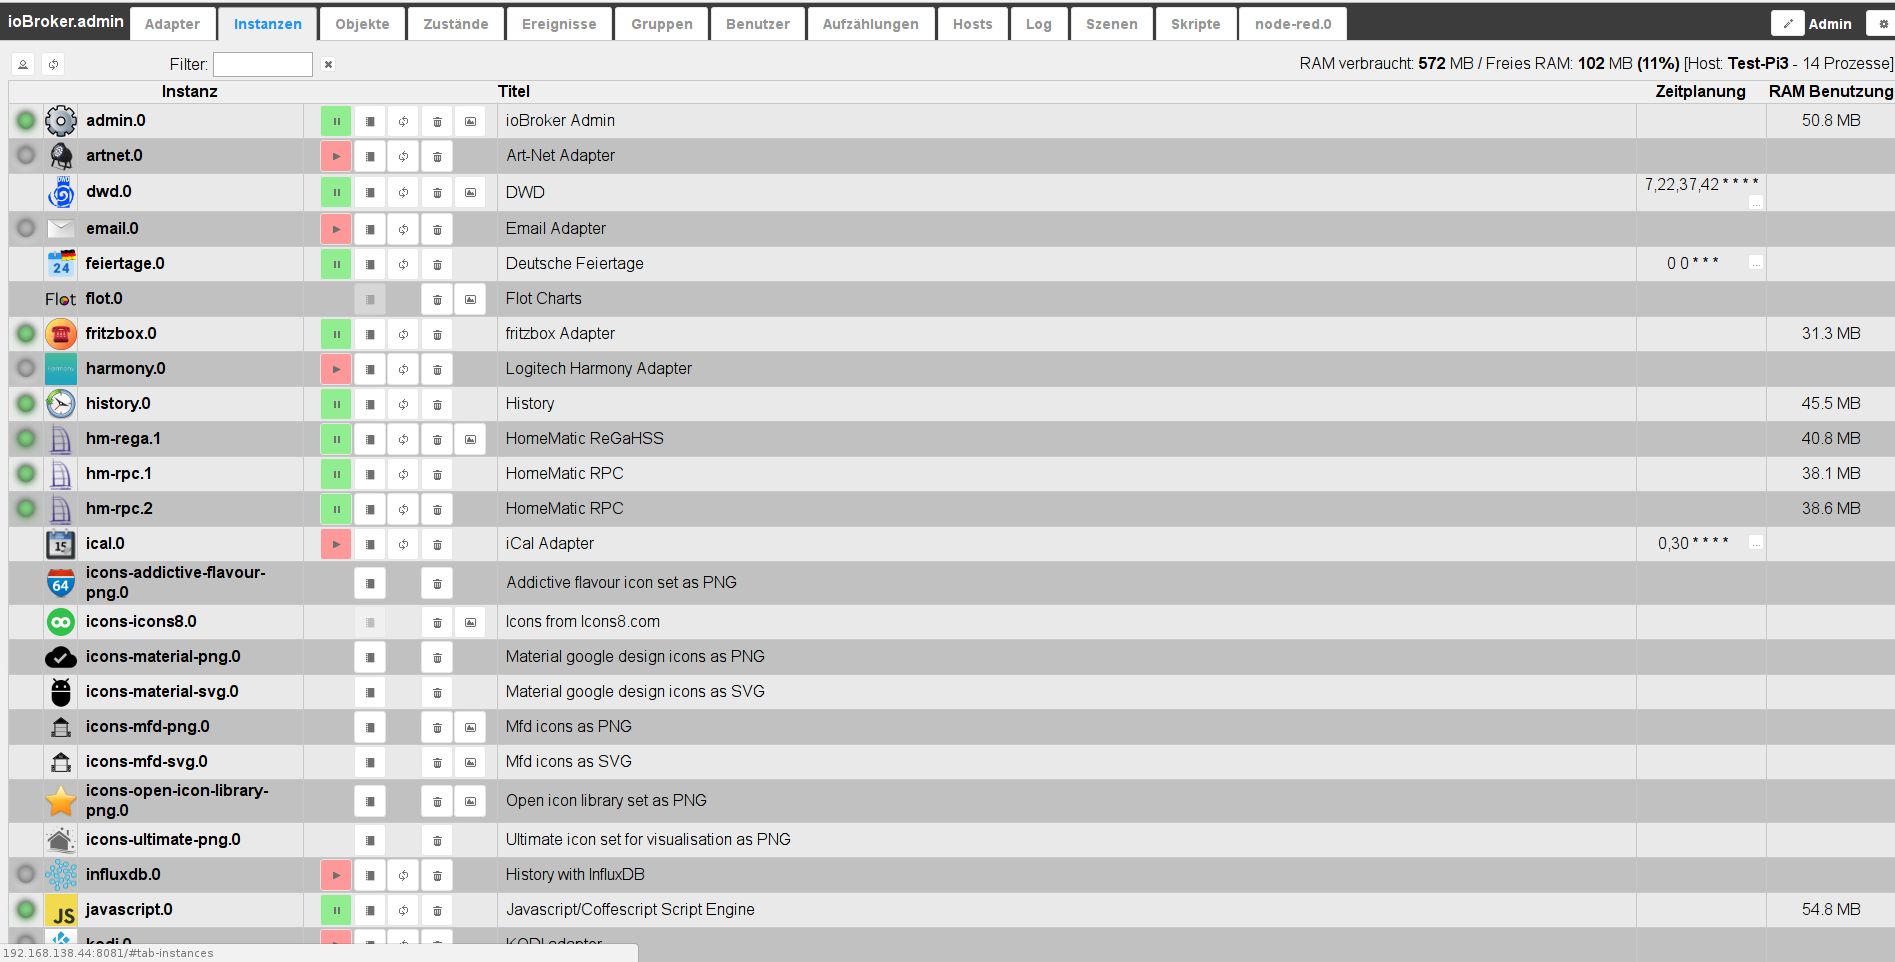 ioBroker.admin Adapter Instanzen Objekte Zustände Ereignisse Gruppen Benutzer Aufzählungen Hosts Log Szenen Skripte node-red.0 Admin
Filter: RAM verbraucht: 572 MB / Freies RAM: 102 MB (11%) [Host: Test-Pi3 - 14 Prozesse]
Instanz Titel Zeitplanung RAM Benutzung
admin.0 ioBroker Admin 50.8 MB
artnet.0 Art-Net Adapter
dwd.0 DWD 7,22,37,42 * * * *
...
email.0 Email Adapter
24 feiertage.0 Deutsche Feiertage 0 0 * * * ...
Flot flot.0 Flot Charts
fritzbox.0 fritzbox Adapter 31.3 MB
harmony.0 Logitech Harmony Adapter
history.0 History 45.5 MB
hm-rega.1 HomeMatic ReGaHSS 40.8 MB
hm-rpc.1 HomeMatic RPC 38.1 MB
hm-rpc.2 HomeMatic RPC 38.6 MB
15 ical.0 iCal Adapter 0,30 * * * * ...
64 icons-addictive-flavour-
png.0 Addictive flavour icon set as PNG
icons-icons8.0 Icons from Icons8.com
icons-material-png.0 Material google design icons as PNG
icons-material-svg.0 Material google design icons as SVG
icons-mfd-png.0 Mfd icons as PNG
icons-mfd-svg.0 Mfd icons as SVG
icons-open-icon-library-
png.0 Open icon library set as PNG
icons-ultimate-png.0 Ultimate icon set for visualisation as PNG
influxdb.0 History with InfluxDB
JS javascript.0 Javascript/Coffescript Script Engine 54.8 MB
kodi.0 KODI adapter
192.168.138.44:8081/#tab-instances